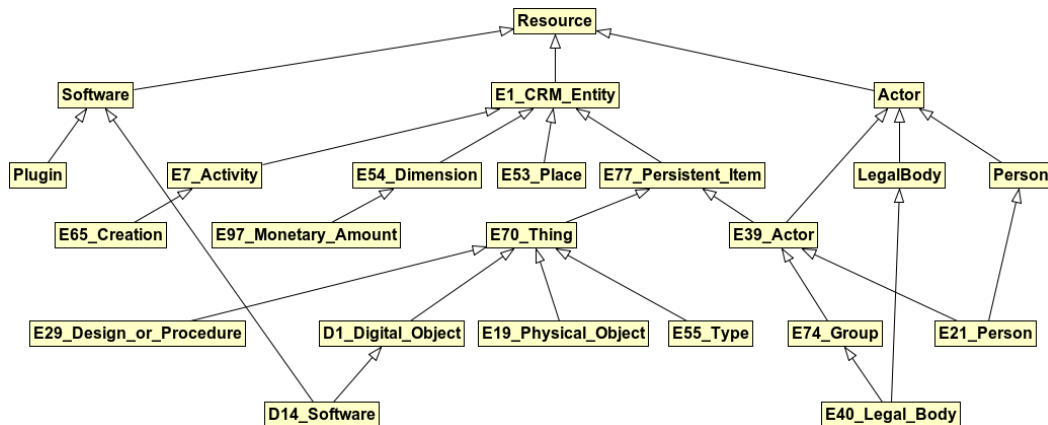 Resource
Software
E1_CRM_Entity
Actor
Plugin
E7_Activity
E54_Dimension
E53_Place
E77_Persistent_Item
LegalBody
Person
E65_Creation
E97_Monetary_Amount
E70_Thing
E39_Actor
E29_Design_or_Procedure
D1_Digital_Object
E19_Physical_Object
E55_Type
E74_Group
E21_Person
D14_Software
E40_Legal_Body